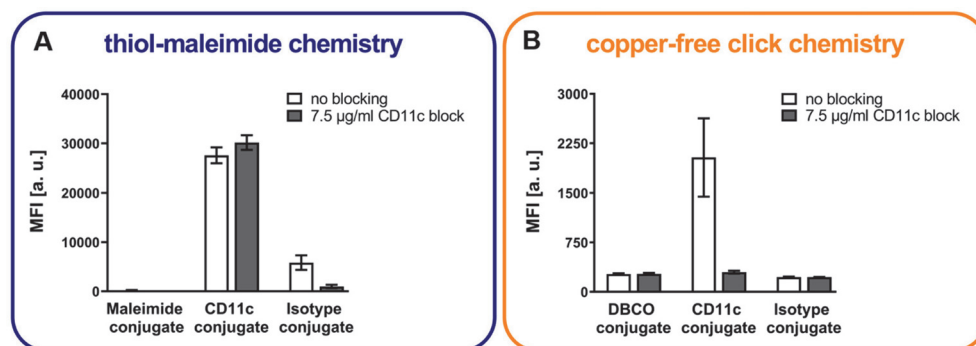 A
thiol-maleimide chemistry
no blocking
7.5 µg/ml CD11c block
MFI [a. u.]
40000
30000
20000
10000
0
Maleimide
conjugate
CD11c
conjugate
Isotype
conjugate
B
copper-free click chemistry
no blocking
7.5 µg/ml CD11c block
MFI [a. u.]
3000
2250
1500
750
0
DBCO
conjugate
CD11c
conjugate
Isotype
conjugate